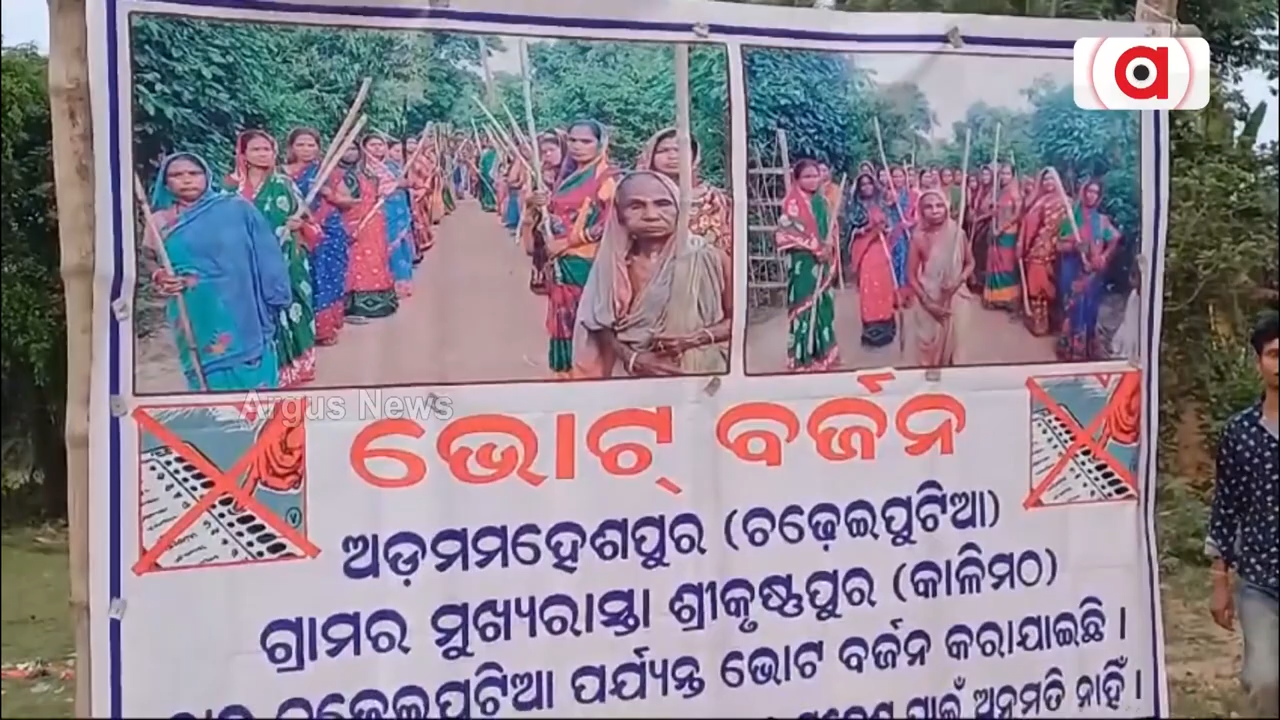 Argus News
ଭୋଟ୍ ବର୍ଜନ
ଅଡ଼ମମହେଶପୁର (ଚଢ଼େଇପୁଟିଆ)
ଗ୍ରାମର ମୁଖ୍ୟରାସ୍ତା ଶ୍ରୀକୃଷ୍ଣପୁର (କାଳିମଠ)
ଚଢ଼େଇପୁଟିଆ ପର୍ଯ୍ୟନ୍ତ ଭୋଟ ବର୍ଜନ କରାଯାଇଛି ।
ପାଇଁ ଅନୁମତି ନାହିଁ ।